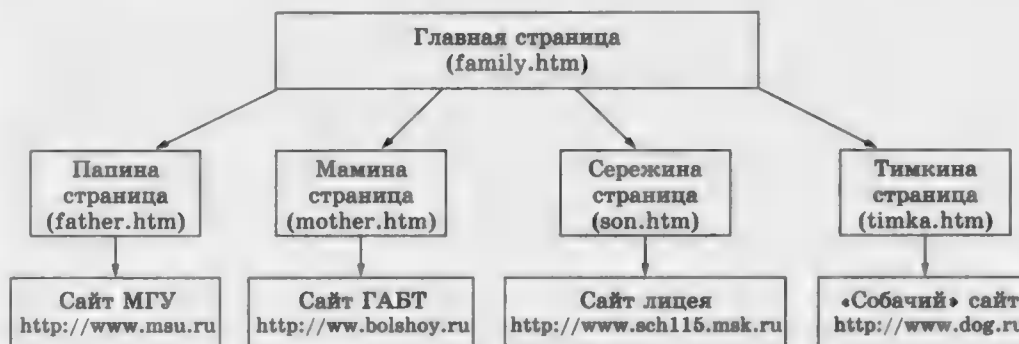 Главная страница
(family.htm)
Папина
страница
(father.htm)
Мамина
страница
(mother.htm)
Сережина
страница
(son.htm)
Тимкина
страница
(timka.htm)
Сайт МГУ
http://www.msu.ru
Сайт ГАБТ
http://ww.bolshoy.ru
Сайт лицея
http://www.sch115.msk.ru
«Собачий» сайт
http://www.dog.ru